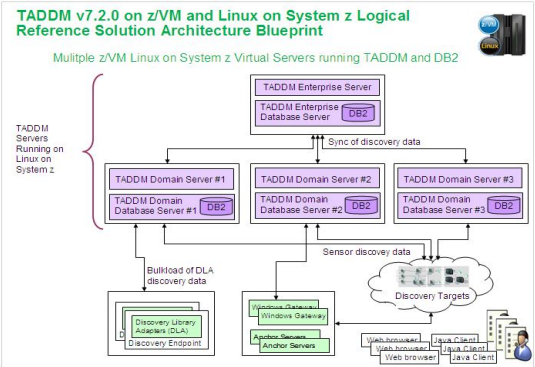 TADDM v7.2.0 on z/VM and Linux on System z Logical
Reference Solution Architecture Blueprint
z/VM
Linux
Mulitple z/VM Linux on System z Virtual Servers running TADDM and DB2
TADDM
Servers
Running on
Linux on
System z
TADDM Enterprise Server
TADDM Enterprise
Database Server
DB2
Sync of discovery data
TADDM Domain Server #1
TADDM Domain
Database Server #1
DB2
TADDM Domain Server #2
TADDM Domain
Database Server #2
DB2
TADDM Domain Server #3
TADDM Domain
Database Server #3
DB2
Sensor discovey data
Bulkload of DLA
discovery data
Discovery Targets
Discovery Library
Adapters (DLA)
Discovery Endpoint
Windows Gateway
Windows Gateway
Anchor Servers
Anchor Servers
Web browser
Web browser
Web browser
Java Client
Java Client
Java Client